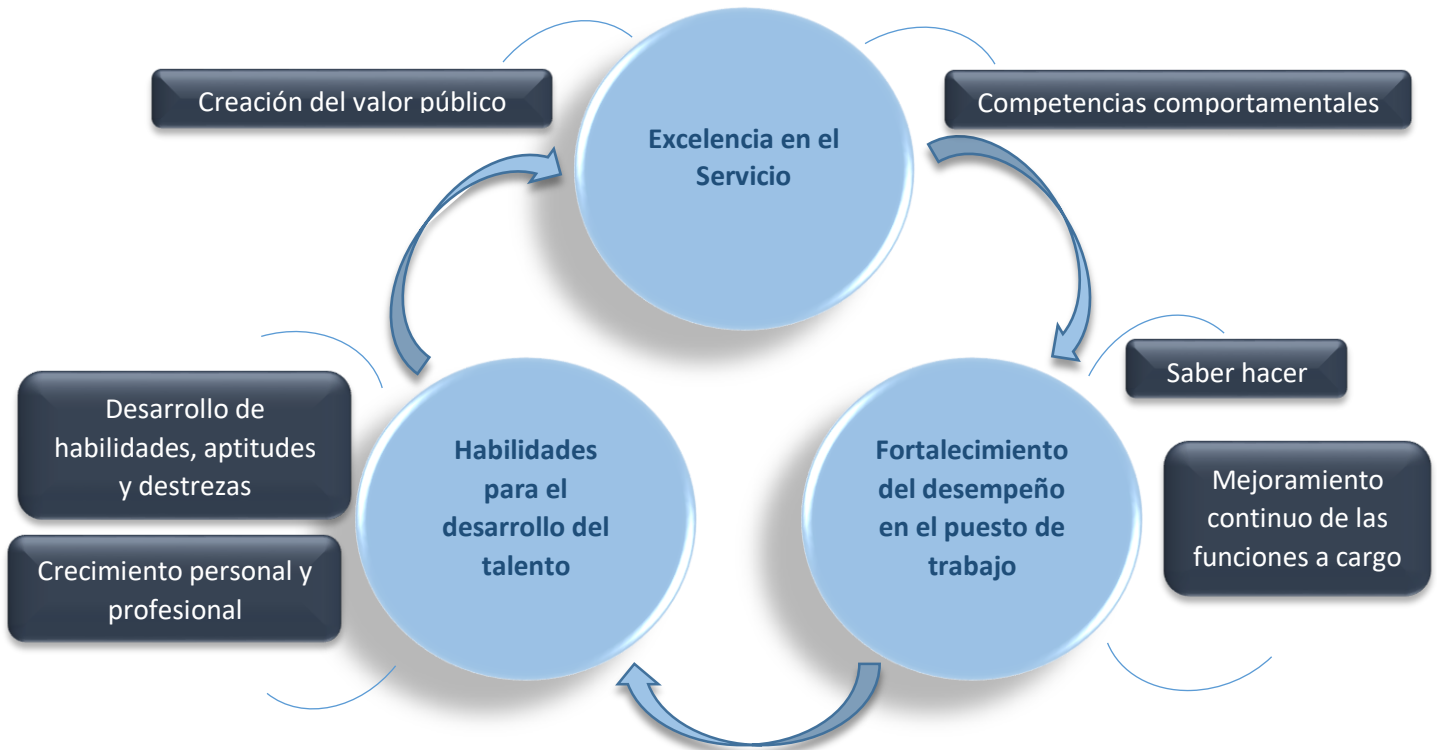 Creación del valor público
Competencias comportamentales
Excelencia en el
Servicio
Saber hacer
Desarrollo de
habilidades, aptitudes
y destrezas
Habilidades
para el
desarrollo del
talento
Fortalecimiento
del desempeño
en el puesto de
trabajo
Mejoramiento
continuo de las
funciones a cargo
Crecimiento personal y
profesional